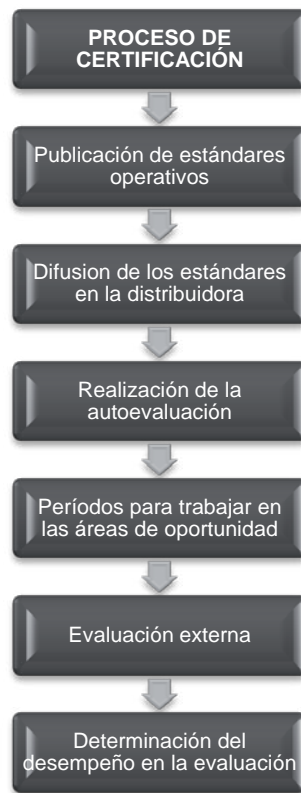 PROCESO DE
CERTIFICACIÓN
Publicación de estándares
operativos
Difusion de los estándares
en la distribuidora
Realización de la
autoevaluación
Períodos para trabajar en
las áreas de oportunidad
Evaluación externa
Determinación del
desempeño en la evaluación